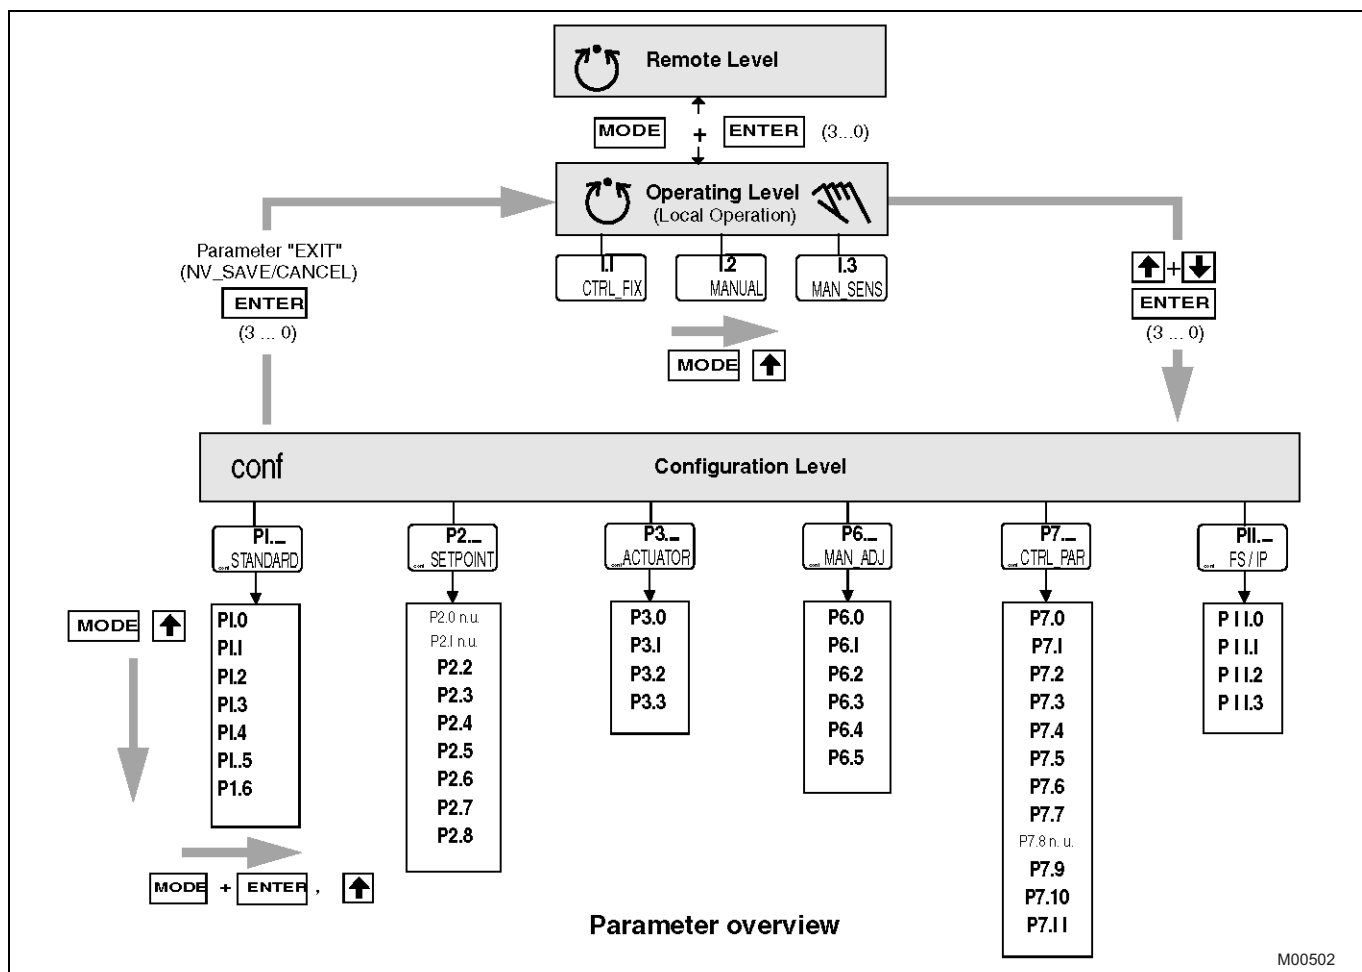 Remote Level
MODE + ENTER (3...0)
Operating Level
(Local Operation)
Parameter "EXIT"
(NV_SAVE/CANCEL)
ENTER
(3 ... 0)
I.I
CTRL_FIX
I.2
MANUAL
I.3
MAN_SENS
MODE
+
ENTER
(3 ... 0)
conf
Configuration Level
PI._
conf STANDARD
P2._
conf SETPOINT
P3._
conf ACTUATOR
P6._
conf MAN_ADJ
P7._
conf CTRL_PAR
PII._
conf FS / IP
MODE
PI.0
PI.I
PI.2
PI.3
PI.4
PI..5
P1.6
P2.0 n.u.
P2.I n.u.
P2.2
P2.3
P2.4
P2.5
P2.6
P2.7
P2.8
P3.0
P3.I
P3.2
P3.3
P6.0
P6.I
P6.2
P6.3
P6.4
P6.5
P7.0
P7.I
P7.2
P7.3
P7.4
P7.5
P7.6
P7.7
P7.8 n. u.
P7.9
P7.10
P7.I I
P I I.0
P I I.I
P I I.2
P I I.3
MODE + ENTER ,
Parameter overview
M00502